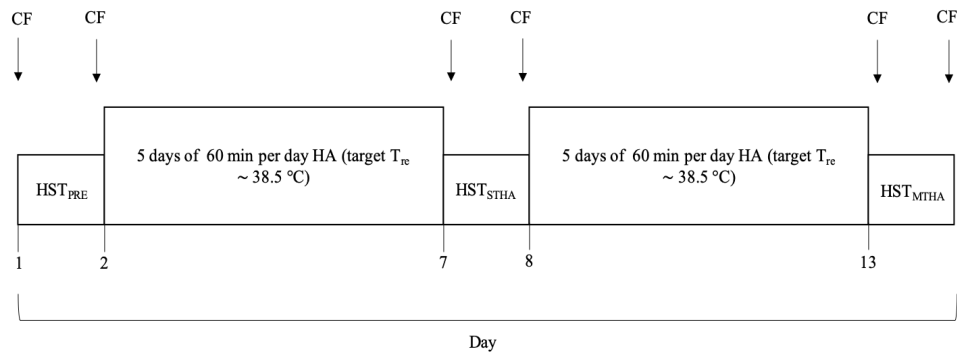 CF CF CF CF CF CF
5 days of 60 min per day HA (target Tre
~ 38.5 °C)
5 days of 60 min per day HA (target Tre
~ 38.5 °C)
HSTPRE HSTSTHA HSTMTHA
1 2 7 8 13
Day